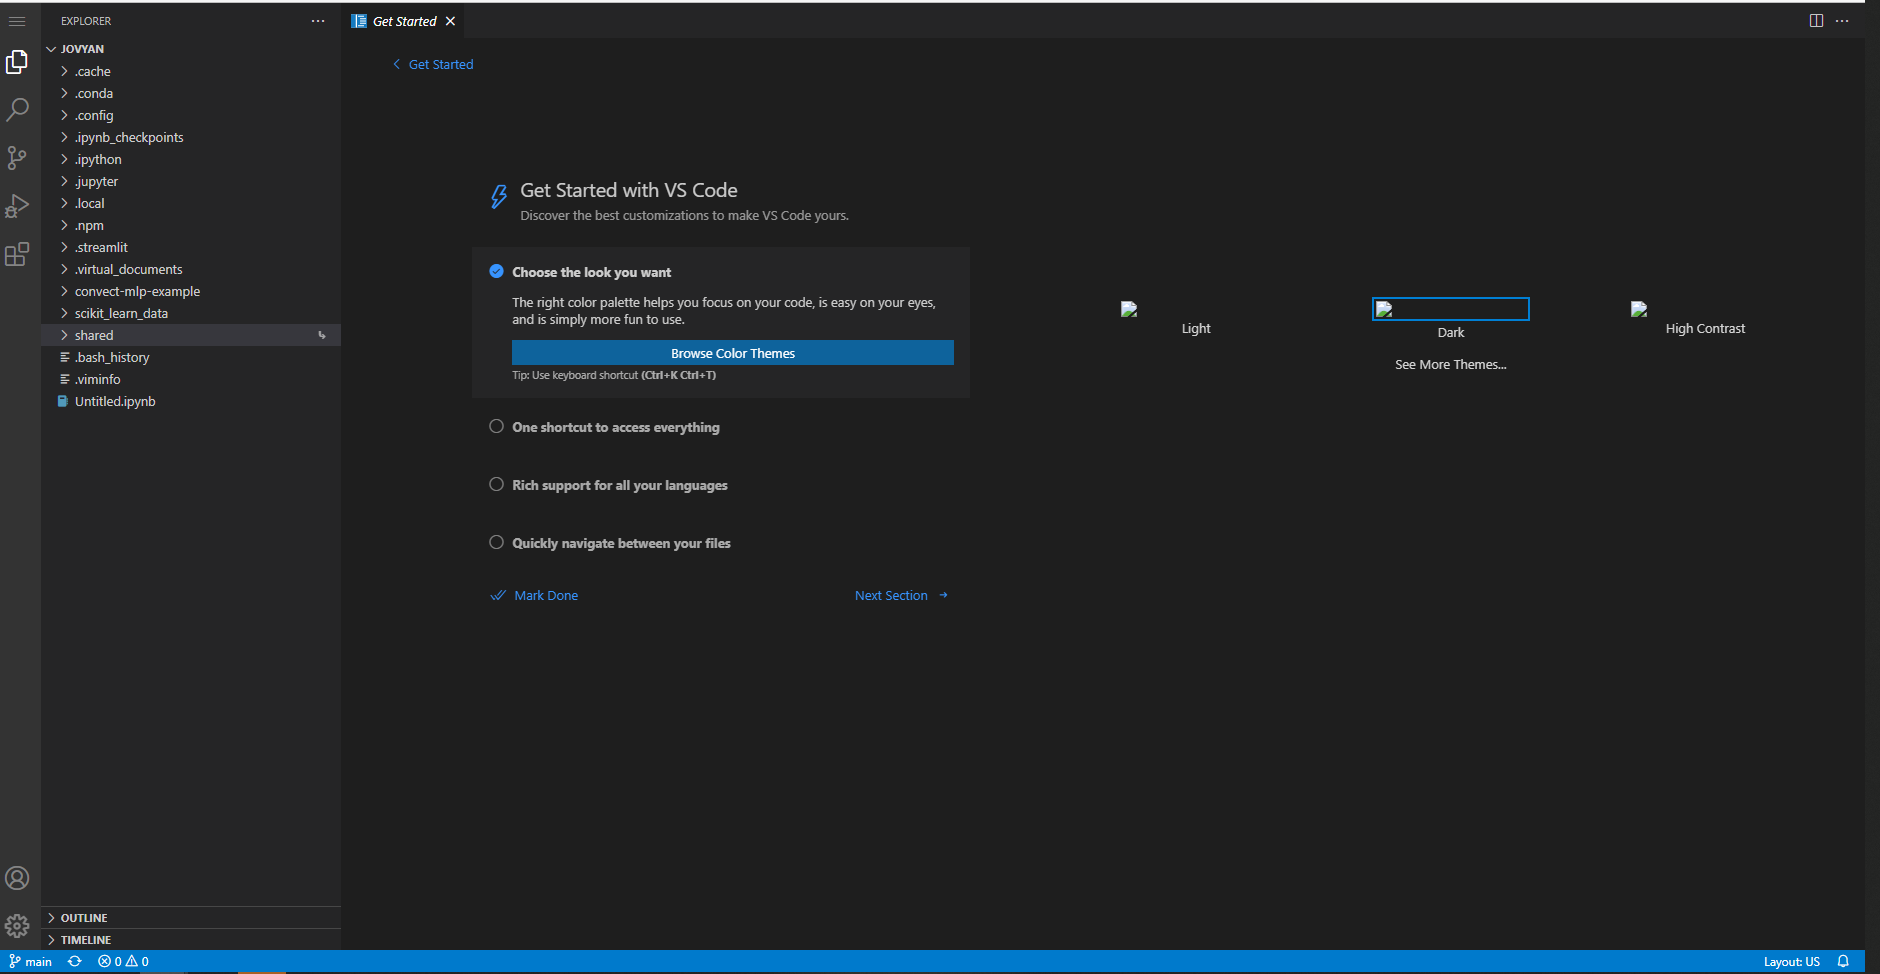 EXPLORER
JOVYAN
.cache
.conda
.config
.ipynb_checkpoints
.ipython
.jupyter
.local
.npm
.streamlit
.virtual_documents
convect-mlp-example
scikit_learn_data
shared
.bash_history
.viminfo
Untitled.ipynb
OUTLINE
TIMELINE
Get Started
Get Started
Get Started with VS Code
Discover the best customizations to make VS Code yours.
Choose the look you want
The right color palette helps you focus on your code, is easy on your eyes,
and is simply more fun to use.
Browse Color Themes
Tip: Use keyboard shortcut (Ctrl+K Ctrl+T)
One shortcut to access everything
Rich support for all your languages
Quickly navigate between your files
Mark Done
Next Section
Light
Dark
High Contrast
See More Themes...
main
0 0
Layout: US